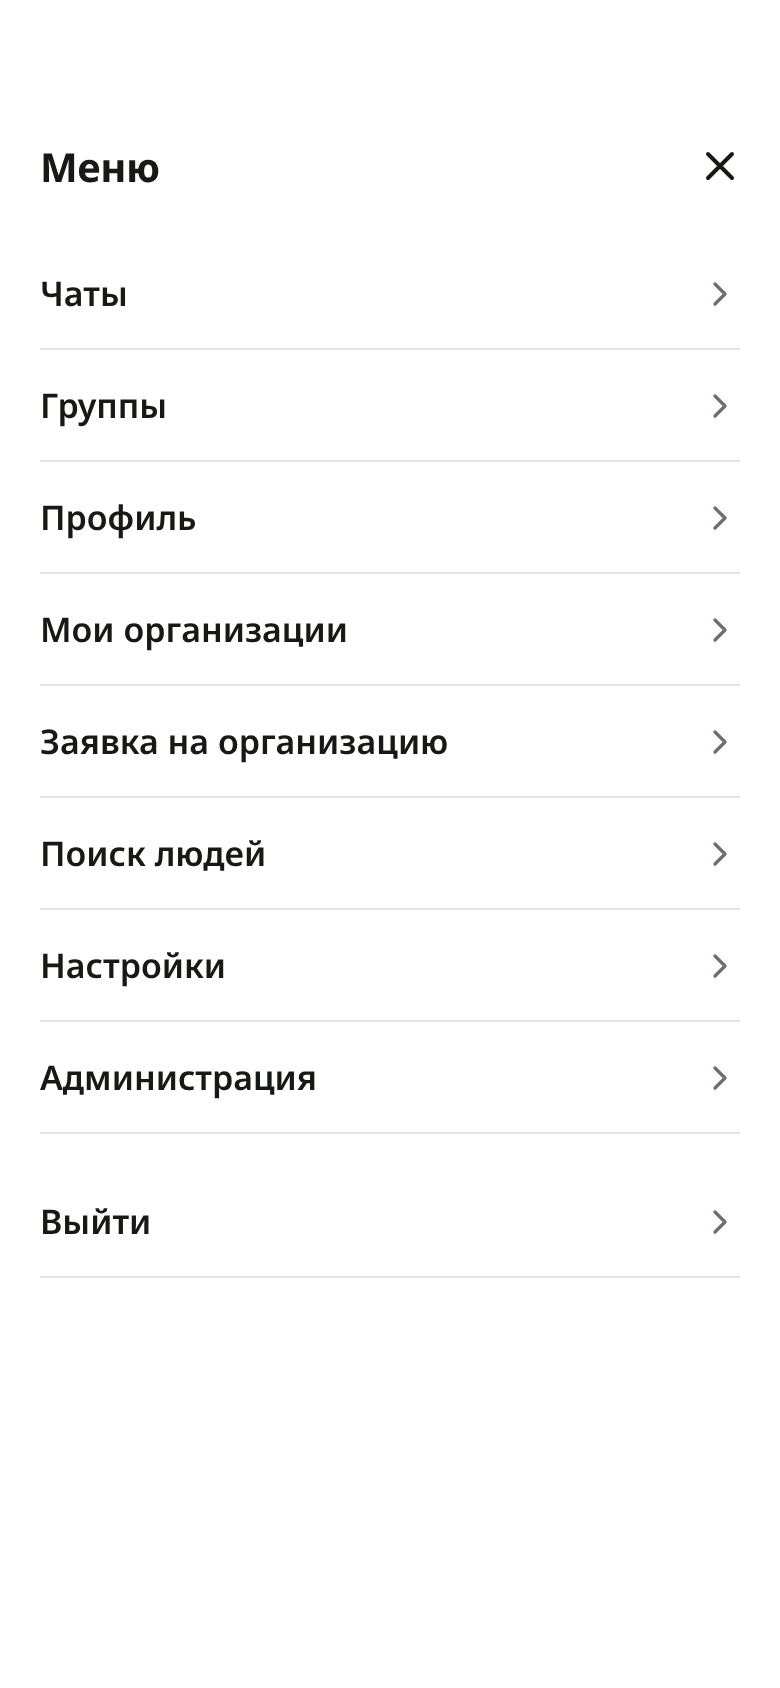 Меню
Чаты
Группы
Профиль
Мои организации
Заявка на организацию
Поиск людей
Настройки
Администрация
Выйти